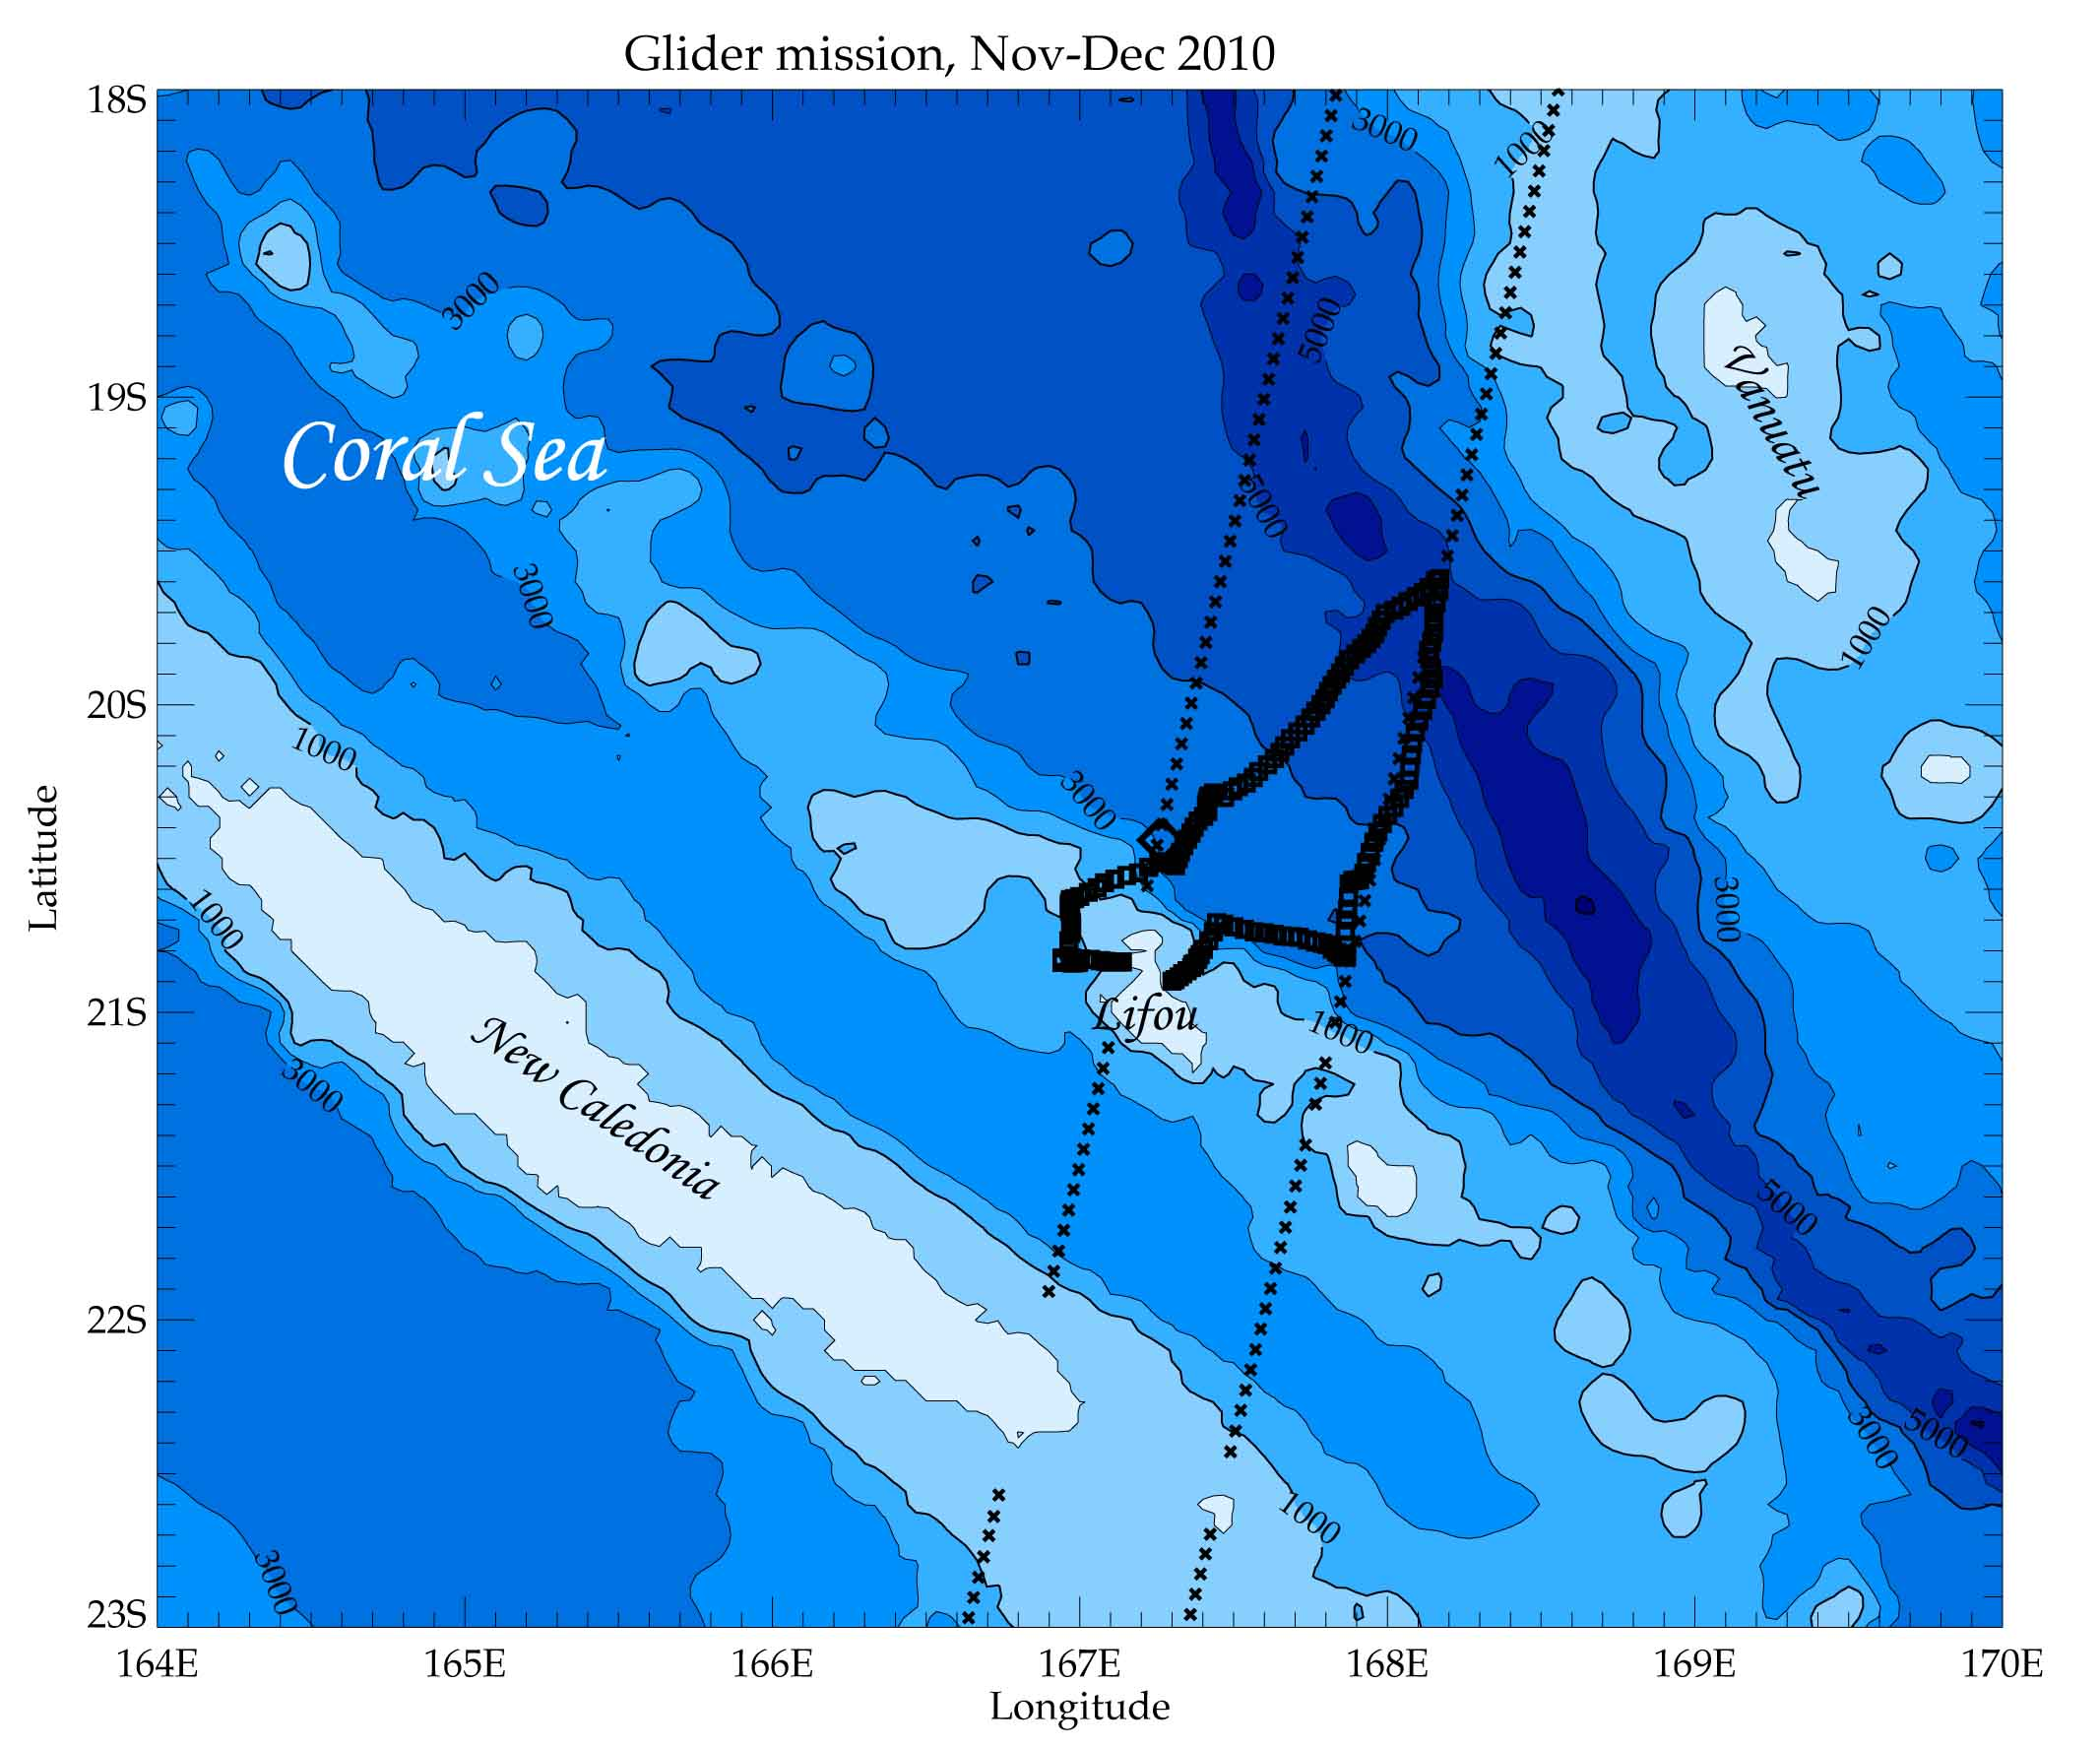 Glider mission, Nov-Dec 2010
18S
3000
1000
3000
5000
19S
Vanuatu
Coral Sea
5000
3000
1000
20S
1000
3000
Latitude
1000
3000
21S
Lifou
1000
New Caledonia
3000
5000
22S
3000
5000
1000
3000
23S
164E 165E 166E 167E 168E 169E 170E
Longitude